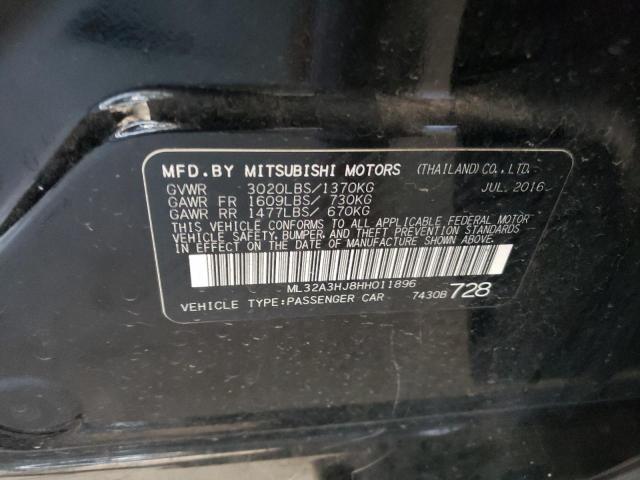 MFD.BY MITSUBISHI MOTORS (THAILAND) CO.,LTD.
GVWR 3020LBS/1370KG JUL.2016
GAWR FR 1609LBS/ 730KG
GAWR RR 1477LBS/ 670KG
THIS VEHICLE CONFORMS TO ALL APPLICABLE FEDERAL MOTOR
VEHICLE SAFETY, BUMPER, AND THEFT PREVENTION STANDARDS
IN EFFECT ON THE DATE OF MANUFACTURE SHOWN ABOVE.
ML32A3HJ8HH011896
VEHICLE TYPE:PASSENGER CAR 7430B 728